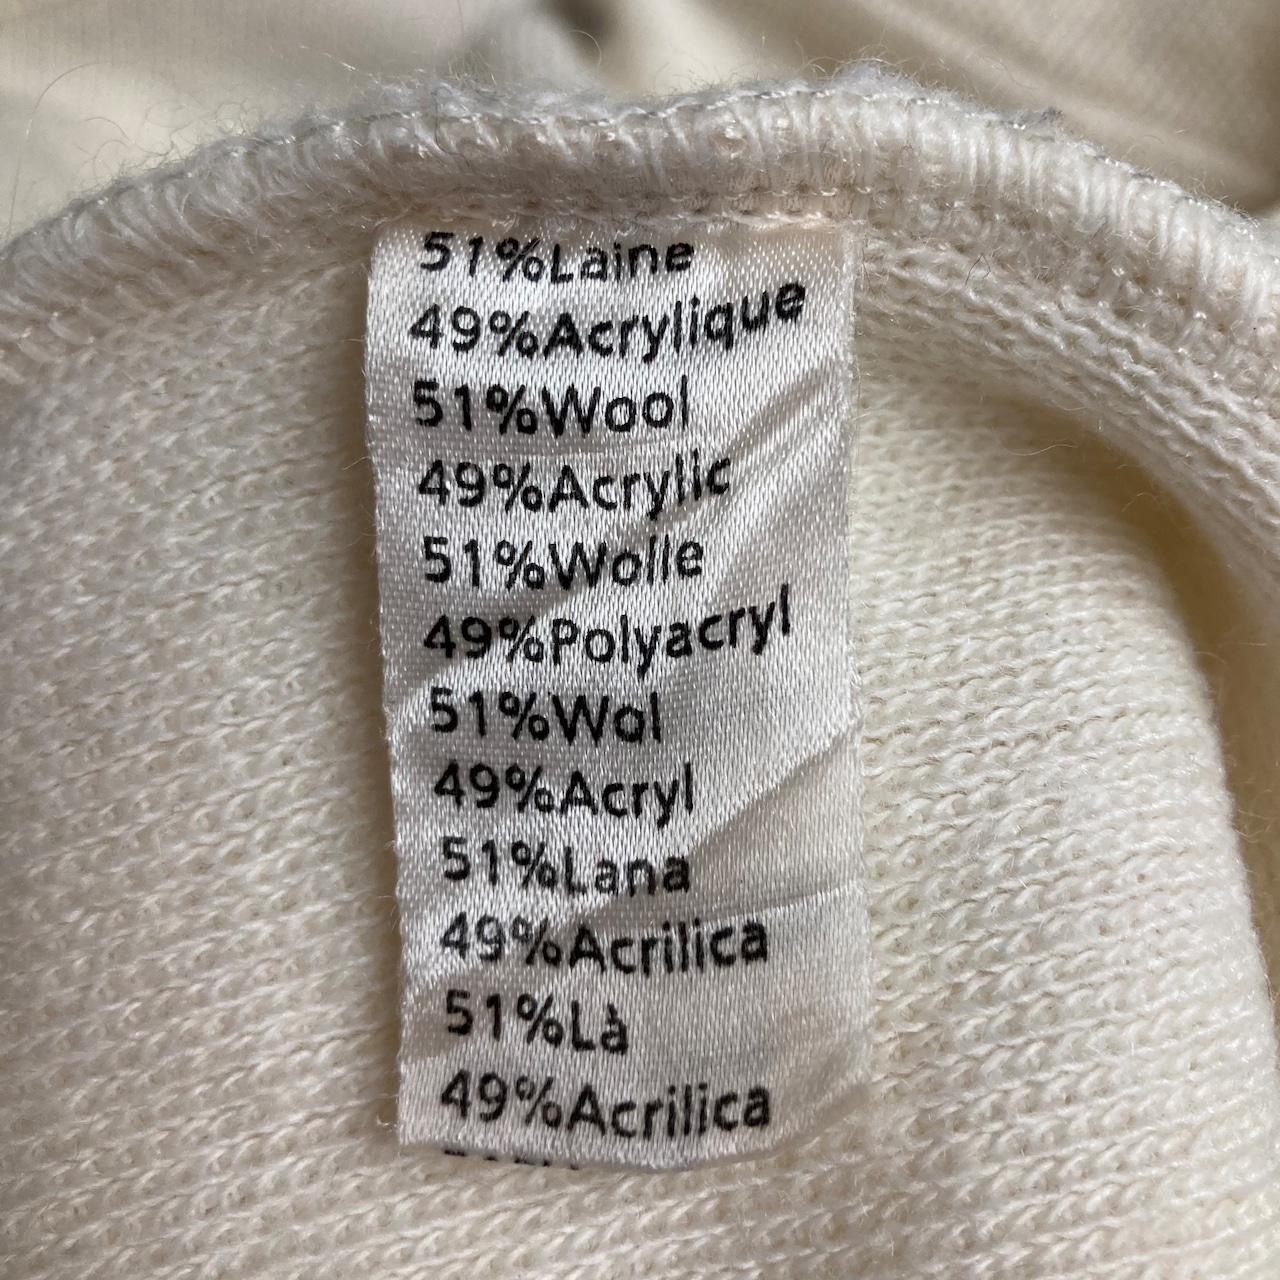 51%Laine
49%Acrylique
51%Wool
49%Acrylic
51%Wolle
49%Polyacryl
51%Wol
49%Acryl
51%Lana
49%Acrilica
51%Là
49%Acrilica